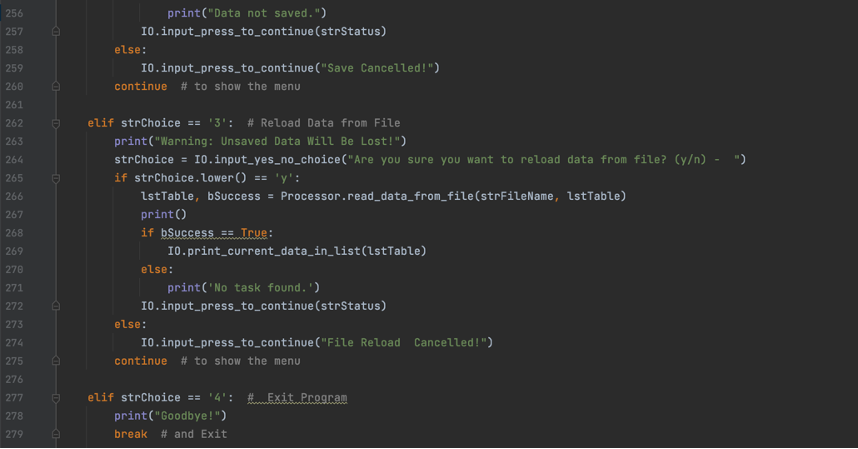 256 print("Data not saved.")
257 IO.input_press_to_continue(strStatus)
258 else:
259 IO.input_press_to_continue("Save Cancelled!")
260 continue  # to show the menu
261
262 elif strChoice == '3':  # Reload Data from File
263 print("Warning: Unsaved Data Will Be Lost!")
264 strChoice = IO.input_yes_no_choice("Are you sure you want to reload data from file? (y/n) -  ")
265 if strChoice.lower() == 'y':
266 lstTable, bSuccess = Processor.read_data_from_file(strFileName, lstTable)
267 print()
268 if bSuccess == True:
269 IO.print_current_data_in_list(lstTable)
270 else:
271 print('No task found.')
272 IO.input_press_to_continue(strStatus)
273 else:
274 IO.input_press_to_continue("File Reload  Cancelled!")
275 continue  # to show the menu
276
277 elif strChoice == '4':  #  Exit Program
278 print("Goodbye!")
279 break  # and Exit